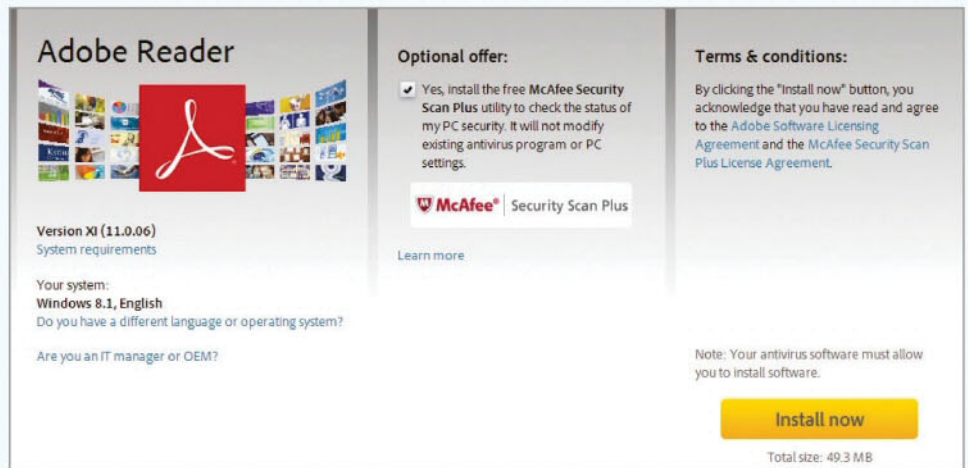 Adobe Reader
Version XI (11.0.06)
System requirements
Your system:
Windows 8.1, English
Do you have a different language or operating system?
Are you an IT manager or OEM?
Optional offer:
Yes, install the free McAfee Security
Scan Plus utility to check the status of
my PC security. It will not modify
existing antivirus program or PC
settings.
McAfee® Security Scan Plus
Learn more
Terms & conditions:
By clicking the "Install now" button, you
acknowledge that you have read and agree
to the Adobe Software Licensing
Agreement and the McAfee Security Scan
Plus License Agreement.
Note: Your antivirus software must allow
you to install software.
Install now
Total size: 49.3 MB